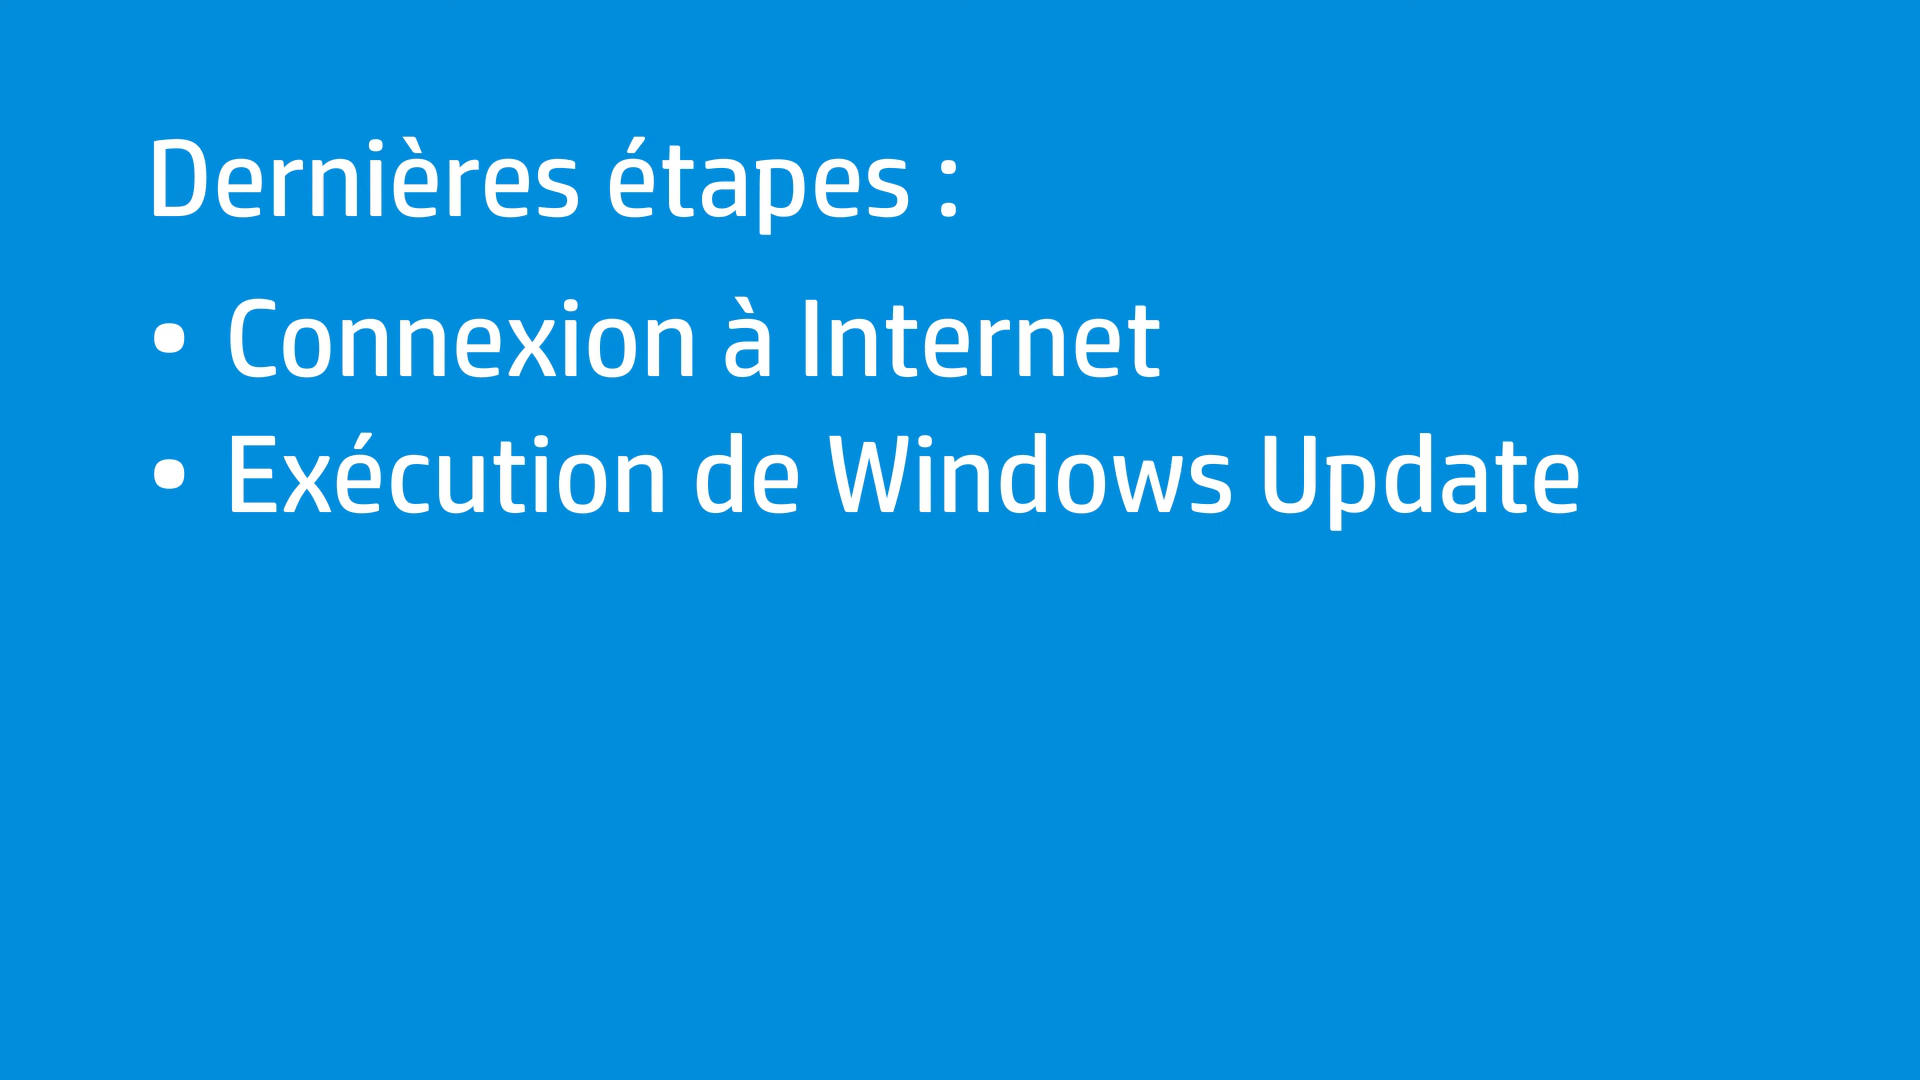 Dernières étapes :
• Connexion à Internet
• Exécution de Windows Update